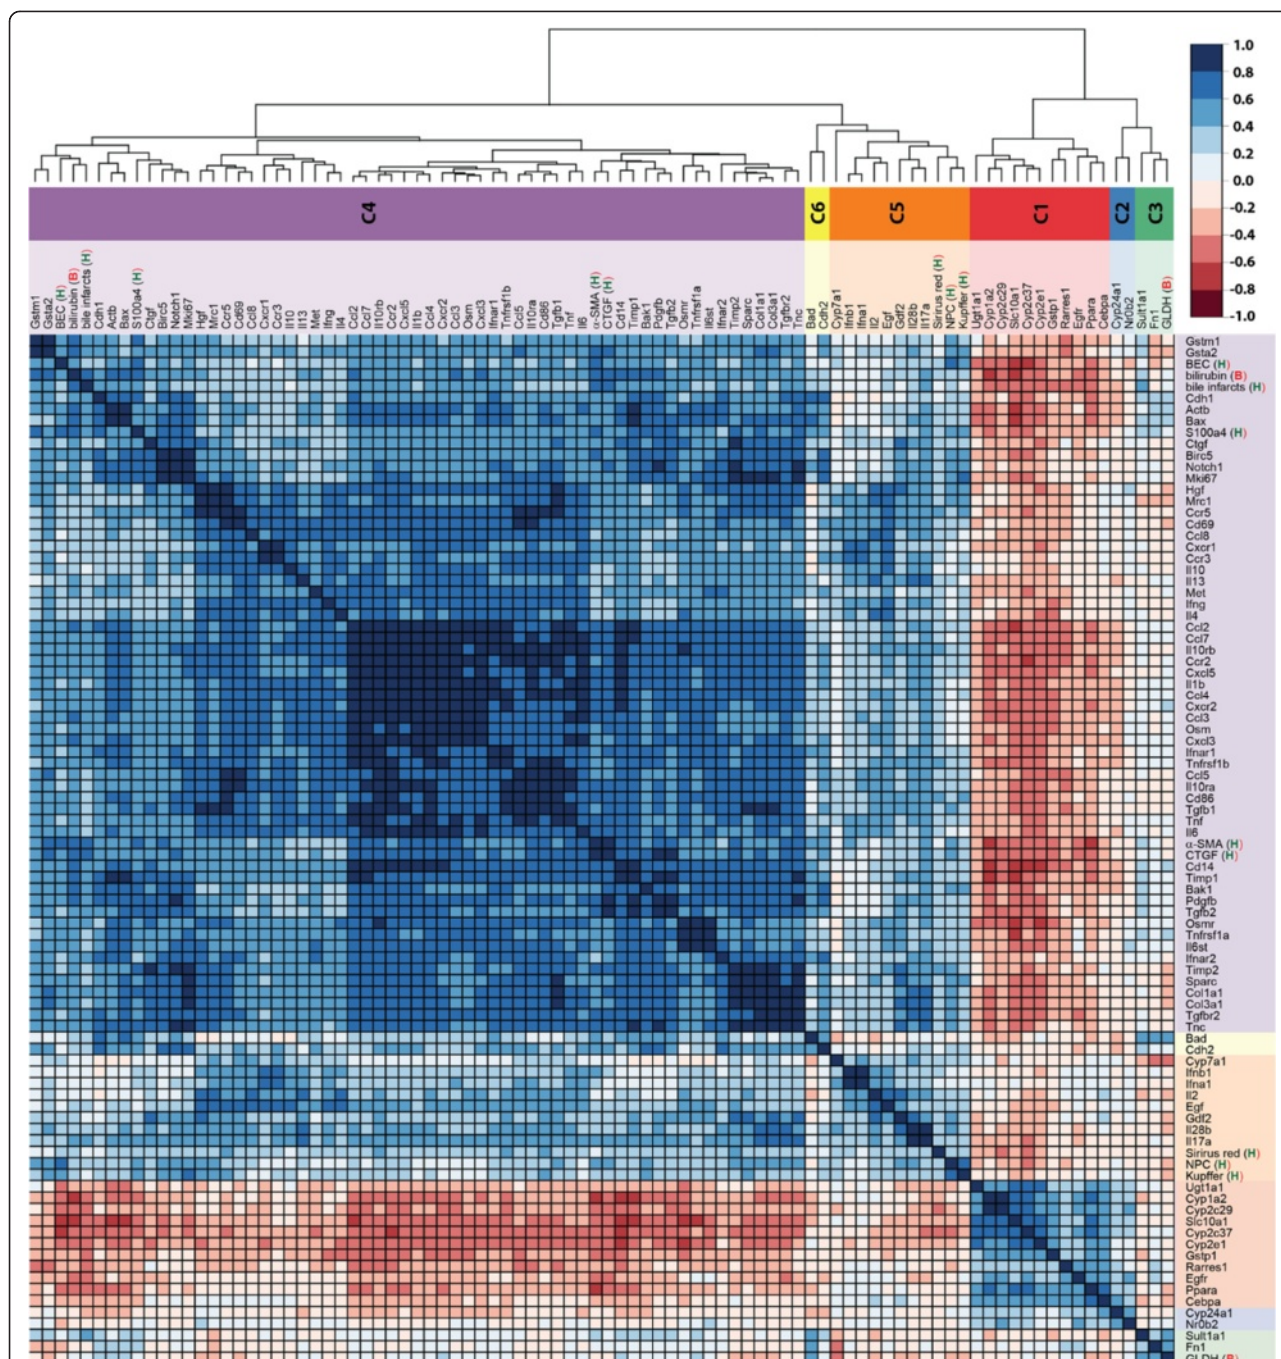 1.0
0.8
0.6
0.4
0.2
0.0
-0.2
-0.4
-0.6
-0.8
-1.0
C4
C6
C5
C1
C2
C3
Gstm1
Gsta2
BEC (H)
bilirubin (B)
bile infarcts (H)
Cdh1
Actb
Bax
S100a4 (H)
Ctgf
Birc5
Notch1
Mki67
Hgf
Mrc1
Ccr5
Cd69
Ccl8
Cxcr1
Ccr3
Il10
Il13
Met
Ifng
Il4
Ccl2
Ccl7
Il10rb
Ccr2
Cxcl5
Il1b
Ccl4
Cxcr2
Ccl3
Osm
Cxcl3
Ifnar1
Tnfrsf1b
Ccl5
Il10ra
Cd86
Tgfb1
Tnf
Il6
α-SMA (H)
CTGF (H)
Cd14
Timp1
Bak1
Pdgfb
Tgfb2
Osmr
Tnfrsf1a
Il6st
Ifnar2
Timp2
Sparc
Col1a1
Col3a1
Tgfbr2
Tnc
Bad
Cdh2
Cyp7a1
Ifnb1
Ifna1
Il2
Egf
Gdf2
Il28b
Il17a
Sirirus red (H)
NPC (H)
Kupffer (H)
Ugt1a1
Cyp1a2
Cyp2c29
Slc10a1
Cyp2c37
Cyp2e1
Gstp1
Rarres1
Egfr
Ppara
Cebpa
Cyp24a1
Nr0b2
Sult1a1
Fn1
GLDH (B)